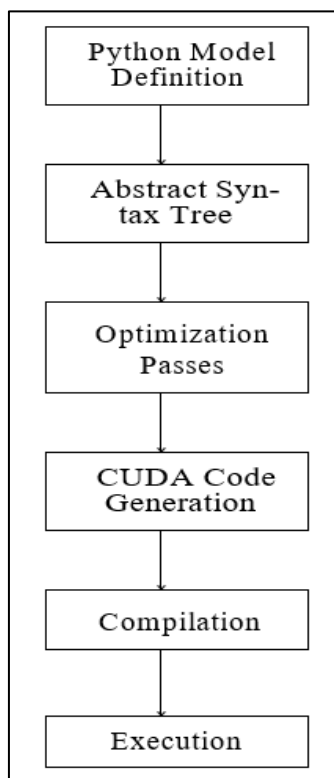 Python Model
Definition
Abstract Syn-
tax Tree
Optimization
Passes
CUDA Code
Generation
Compilation
Execution